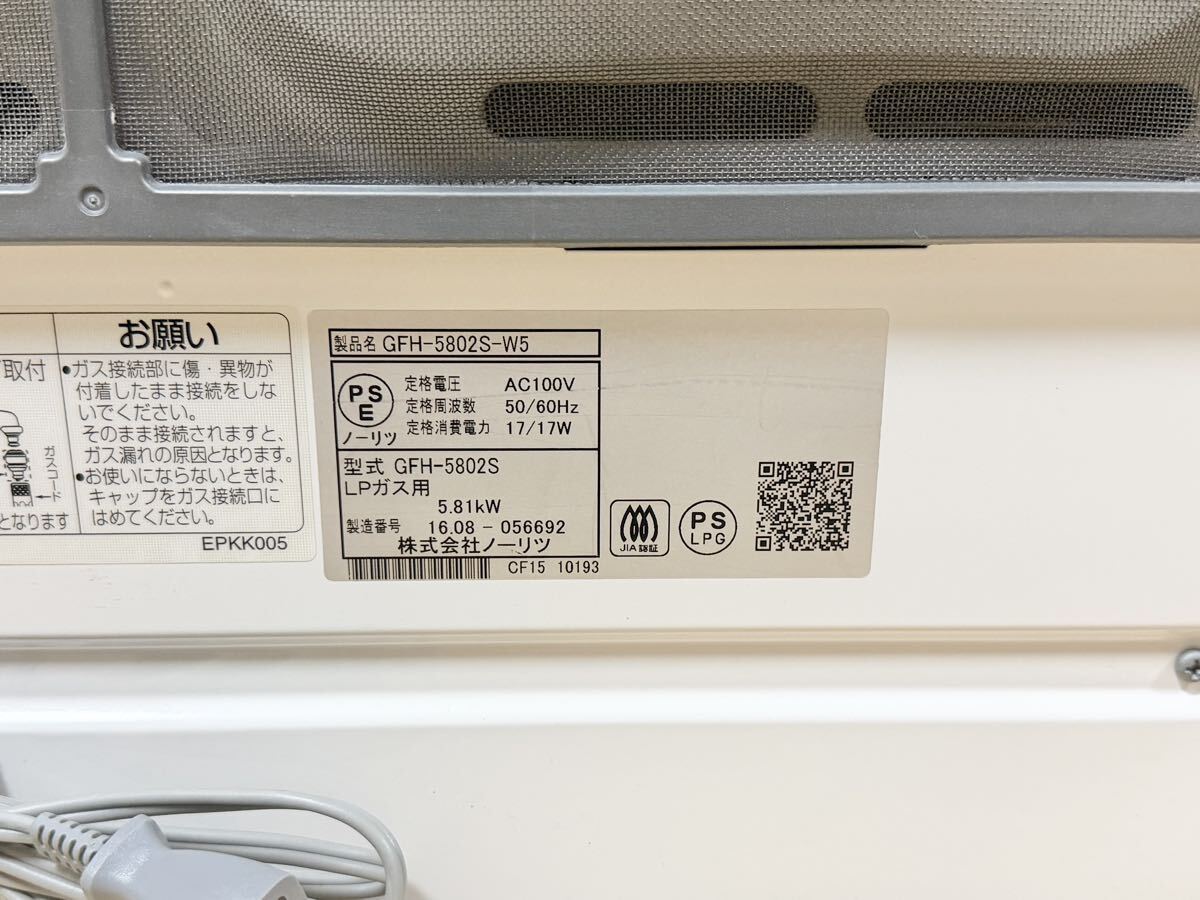 お願い
取付
•ガス接続部に傷・異物が
付着したまま接続をしな
いでください。
そのまま接続されますと、
ガス漏れの原因となります。
•お使いにならないときは、
キャップをガス接続口に
はめてください。
ガスコード
となります
EPKK005
製品名 GFH-5802S-W5
PS
E
ノーリツ
定格電圧 AC100V
定格周波数 50/60Hz
定格消費電力 17/17W
型式 GFH-5802S
LPガス用
5.81kW
製造番号 16.08-056692
株式会社ノーリツ
CF15 10193
JIA 認証
PS
LPG